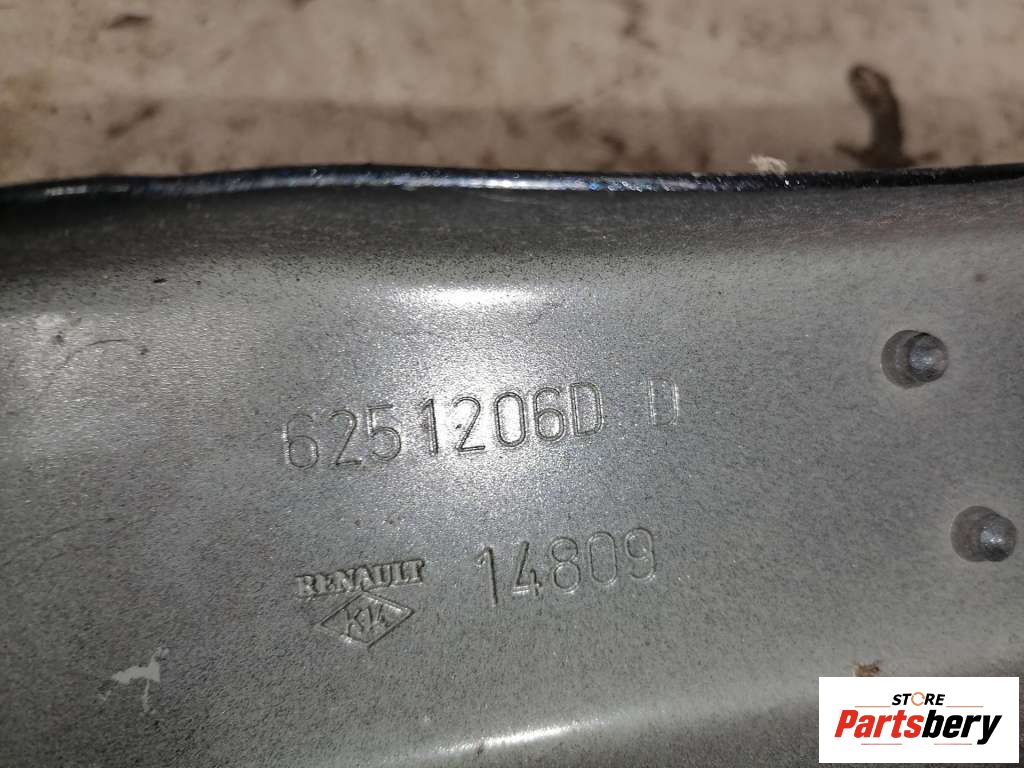 6251206D D
RENAULT 14809
STORE
Partsbery